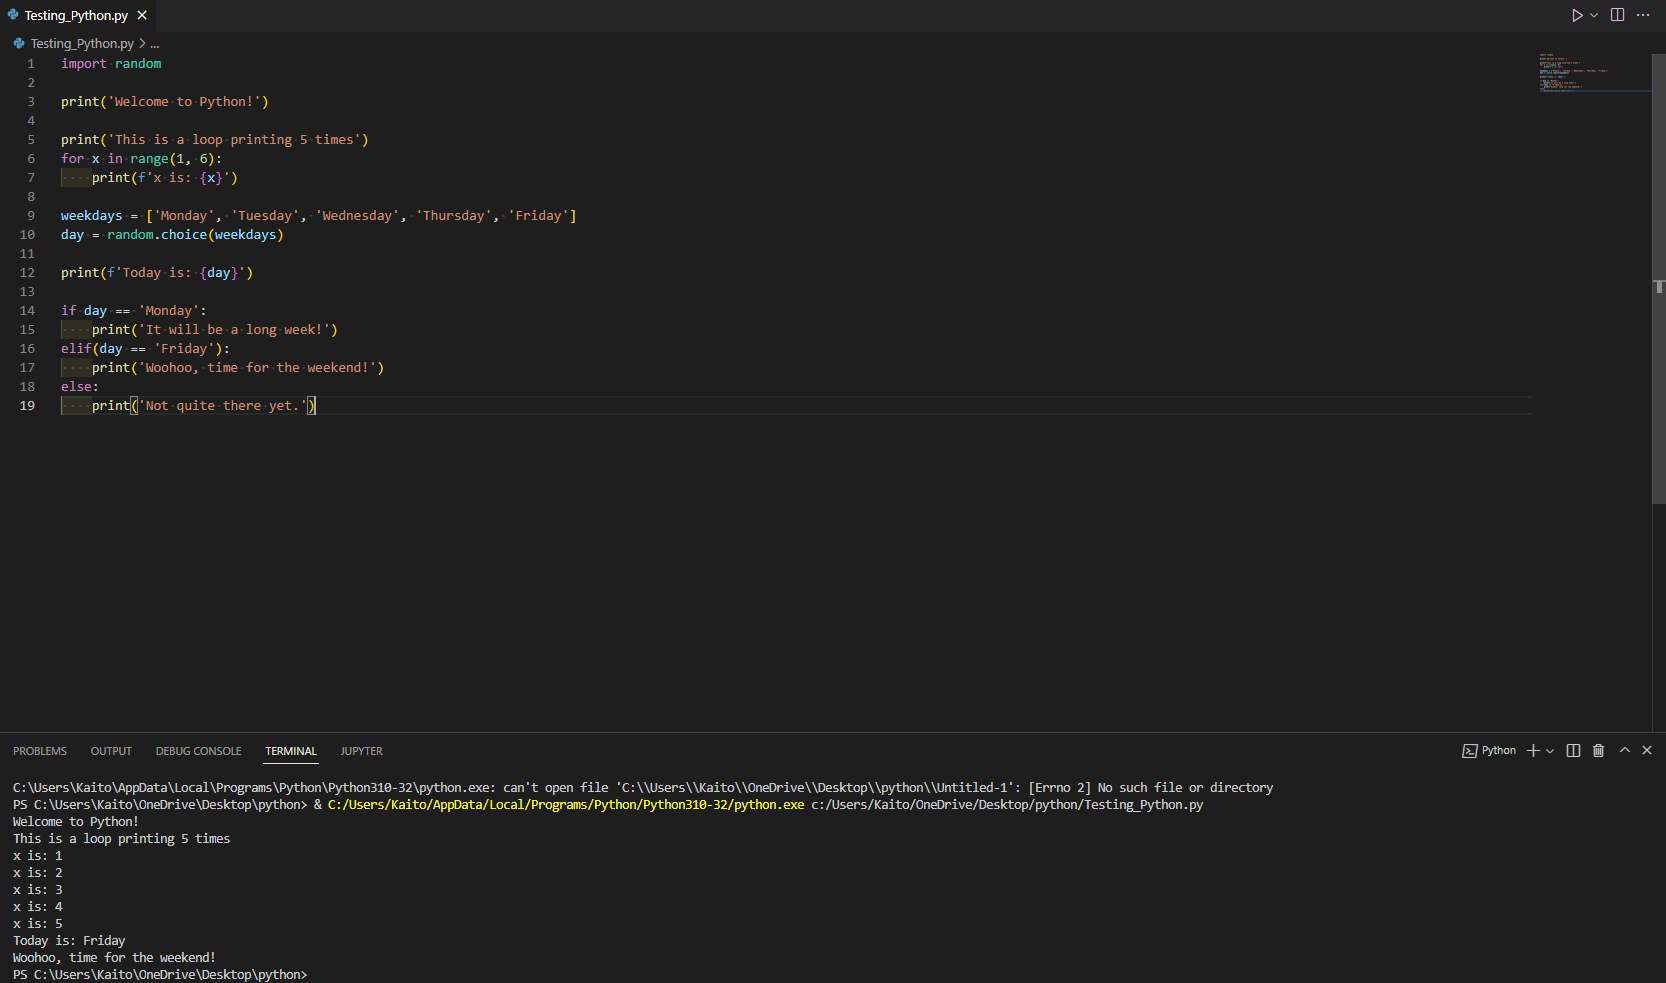 Testing_Python.py
Testing_Python.py > ...
1 import random
2
3 print('Welcome to Python!')
4
5 print('This is a loop printing 5 times')
6 for x in range(1, 6):
7     print(f'x is: {x}')
8
9 weekdays = ['Monday', 'Tuesday', 'Wednesday', 'Thursday', 'Friday']
10 day = random.choice(weekdays)
11
12 print(f'Today is: {day}')
13
14 if day == 'Monday':
15     print('It will be a long week!')
16 elif(day == 'Friday'):
17     print('Woohoo, time for the weekend!')
18 else:
19     print('Not quite there yet.')
PROBLEMS OUTPUT DEBUG CONSOLE TERMINAL JUPYTER Python
C:\Users\Kaito\AppData\Local\Programs\Python\Python310-32\python.exe: can't open file 'C:\\Users\\Kaito\\OneDrive\\Desktop\\python\\Untitled-1': [Errno 2] No such file or directory
PS C:\Users\Kaito\OneDrive\Desktop\python> & C:/Users/Kaito/AppData/Local/Programs/Python/Python310-32/python.exe c:/Users/Kaito/OneDrive/Desktop/python/Testing_Python.py
Welcome to Python!
This is a loop printing 5 times
x is: 1
x is: 2
x is: 3
x is: 4
x is: 5
Today is: Friday
Woohoo, time for the weekend!
PS C:\Users\Kaito\OneDrive\Desktop\python>